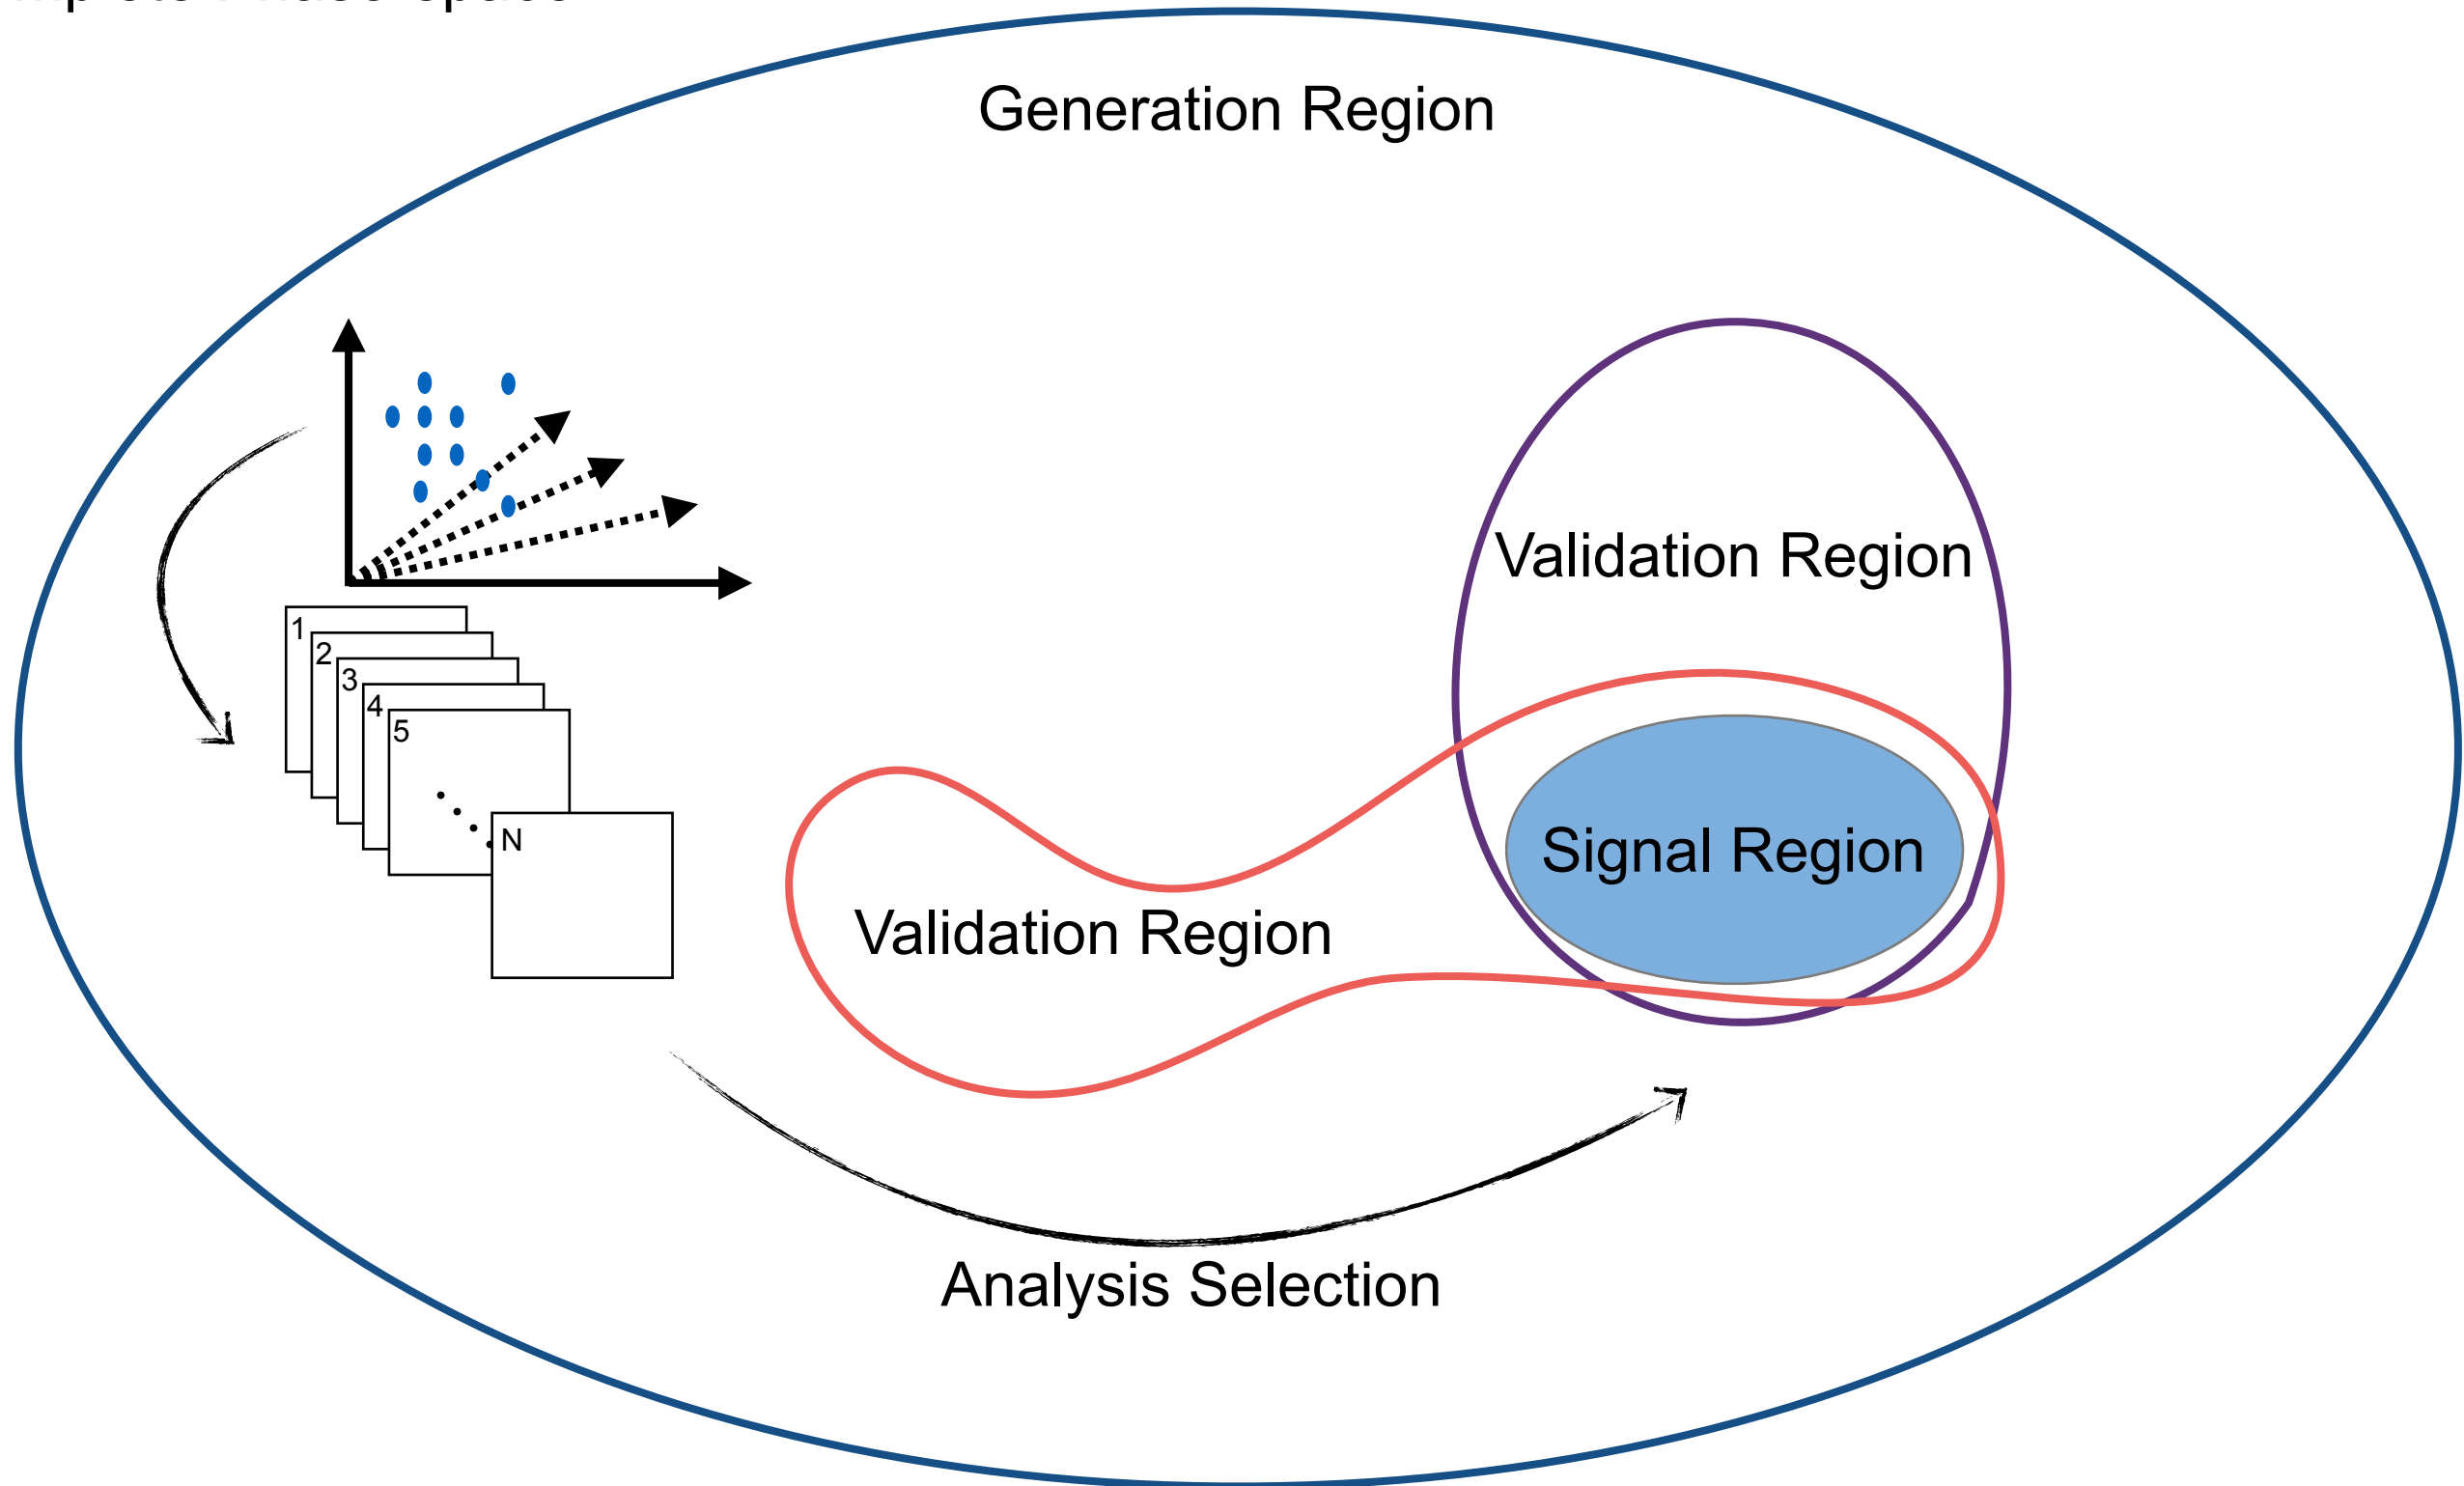 Generation Region
Validation Region
1
2
3
4
5
N
Signal Region
Validation Region
Analysis Selection